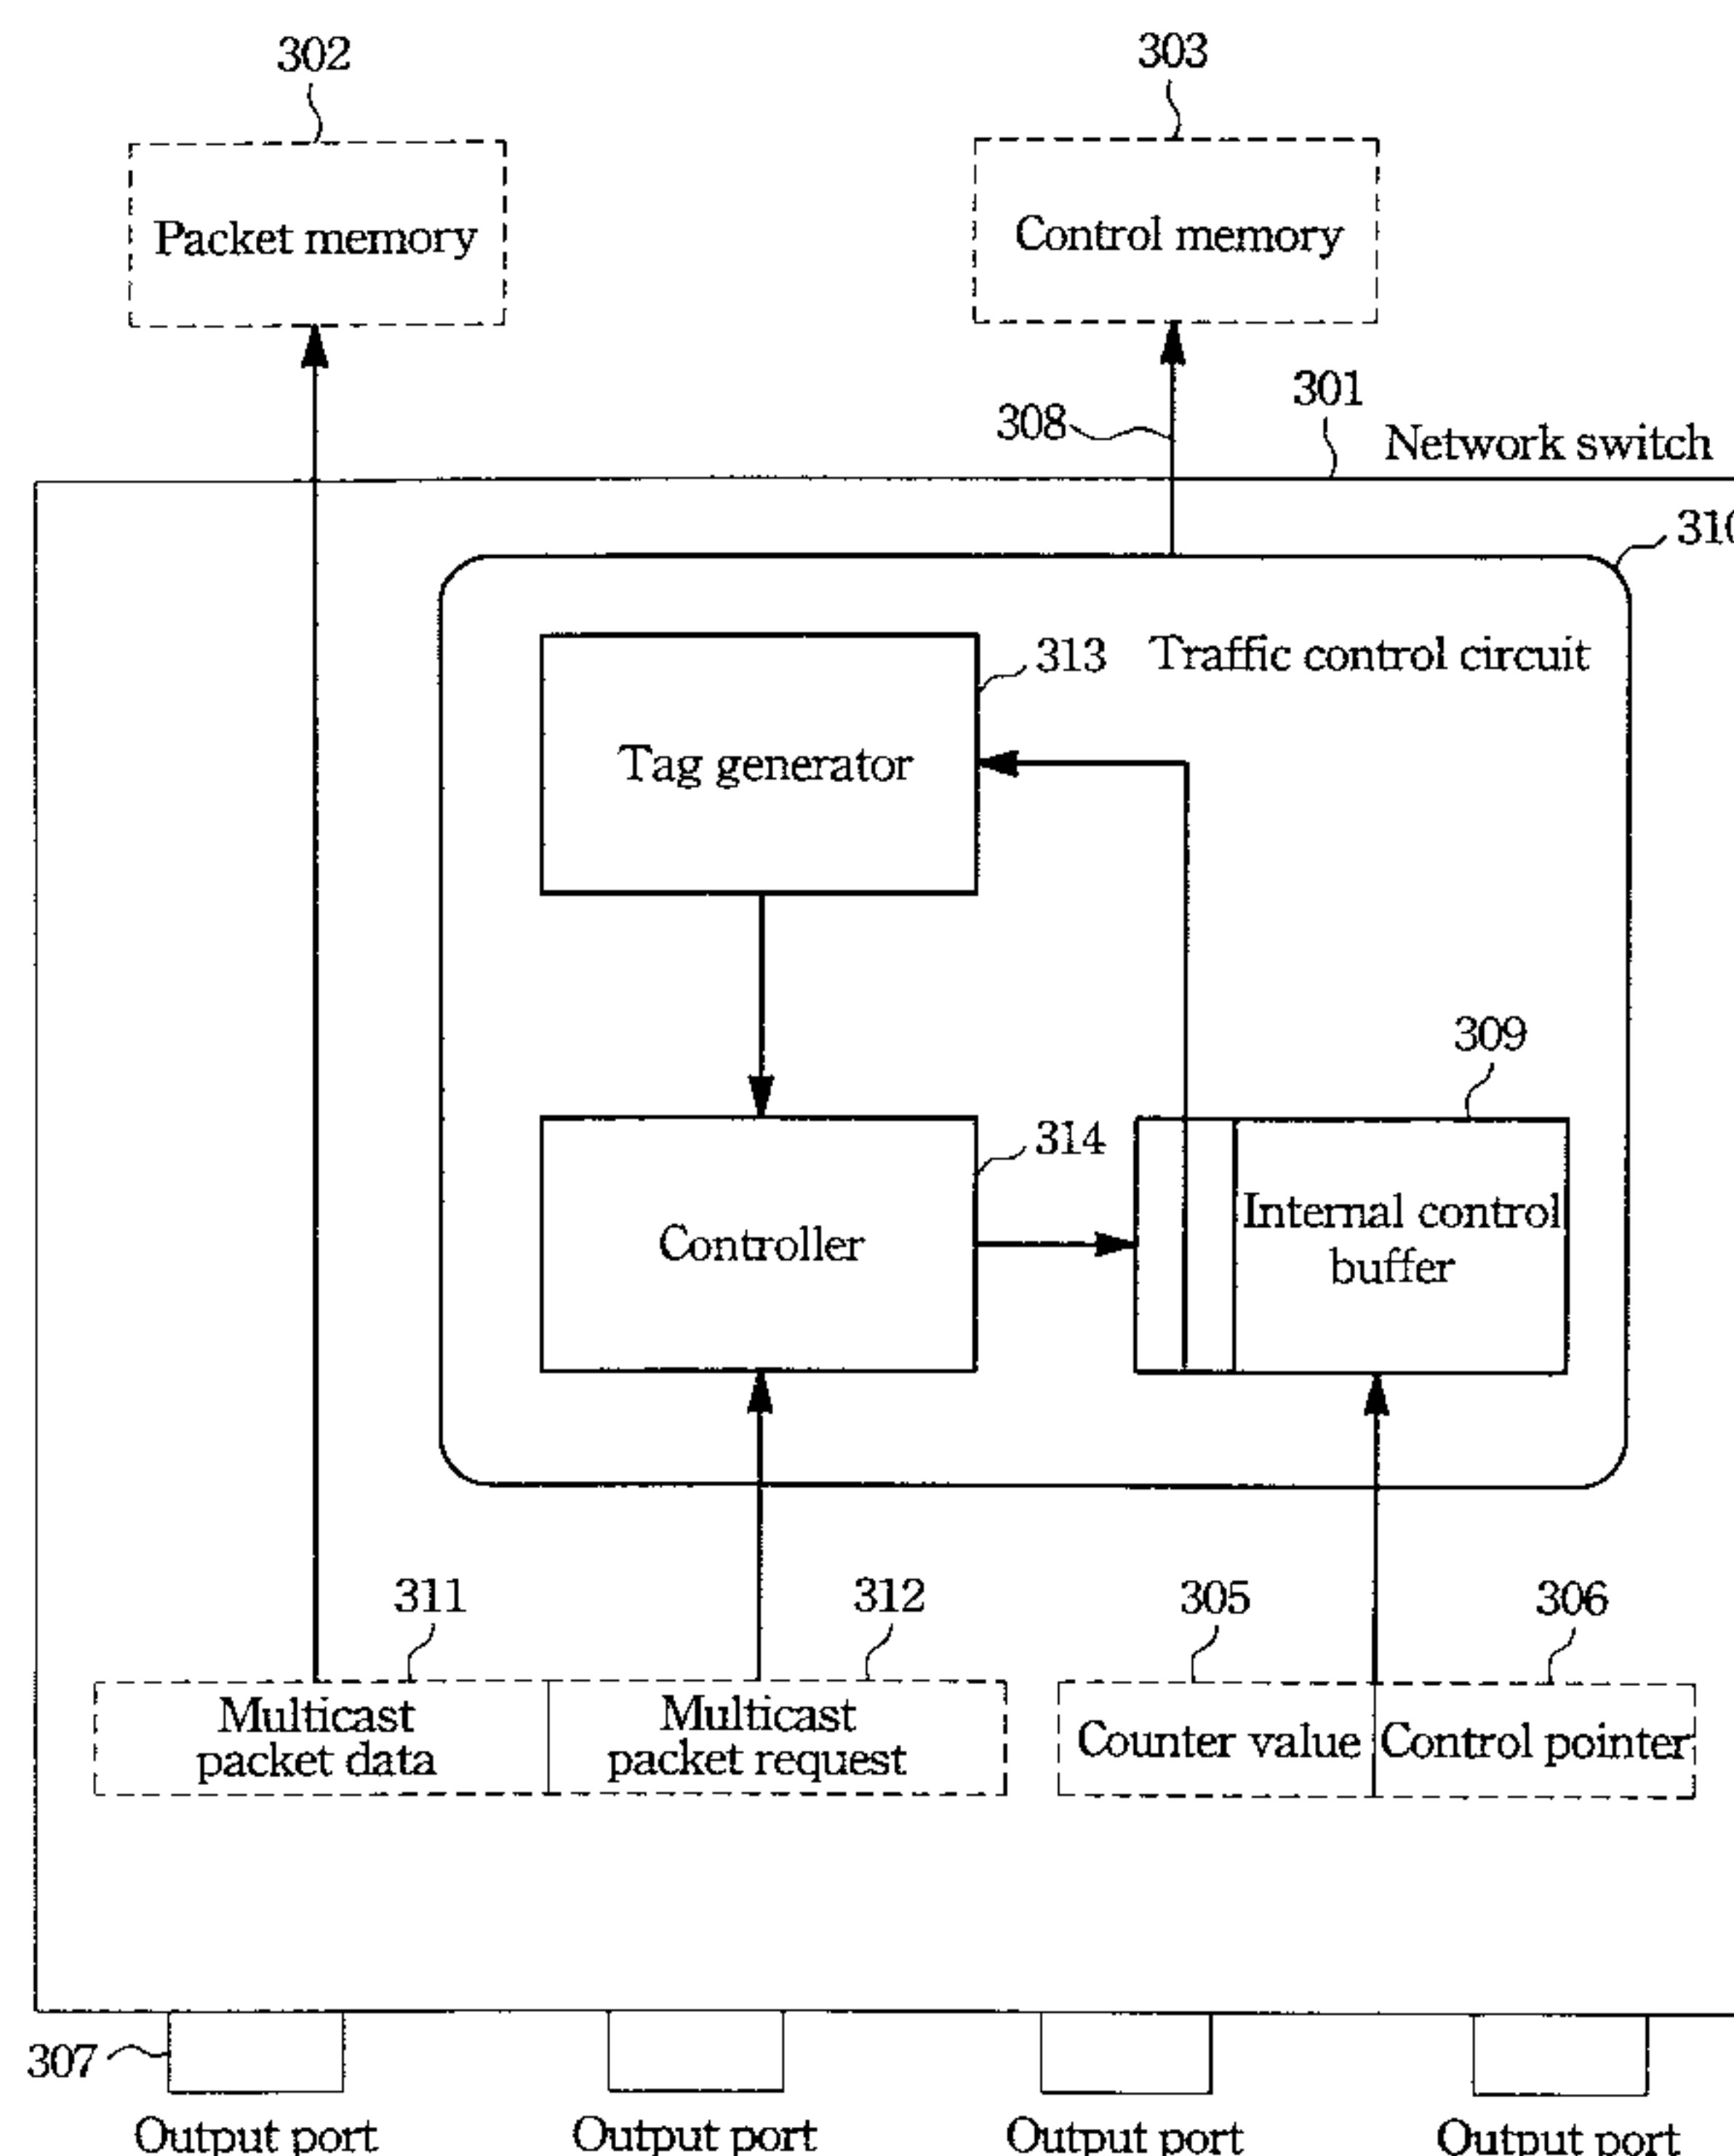 302
303
Packet memory
Control memory
301
308
Network switch
310
313
Traffic control circuit
Tag generator
309
314
Internal control
buffer
Controller
311
312
305
306
Multicast
packet data
Multicast
packet request
Counter value
Control pointer
307
Output port
Output port
Output port
Output port